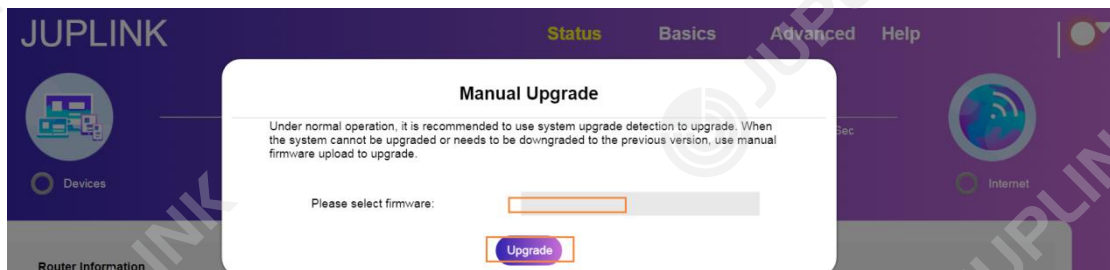 JUPLINK
Status Basics Advanced Help
Manual Upgrade
Under normal operation, it is recommended to use system upgrade detection to upgrade. When
the system cannot be upgraded or needs to be downgraded to the previous version, use manual
firmware upload to upgrade.
Sec
Devices
Internet
Please select firmware:
Upgrade
Router Information
JUPLINK